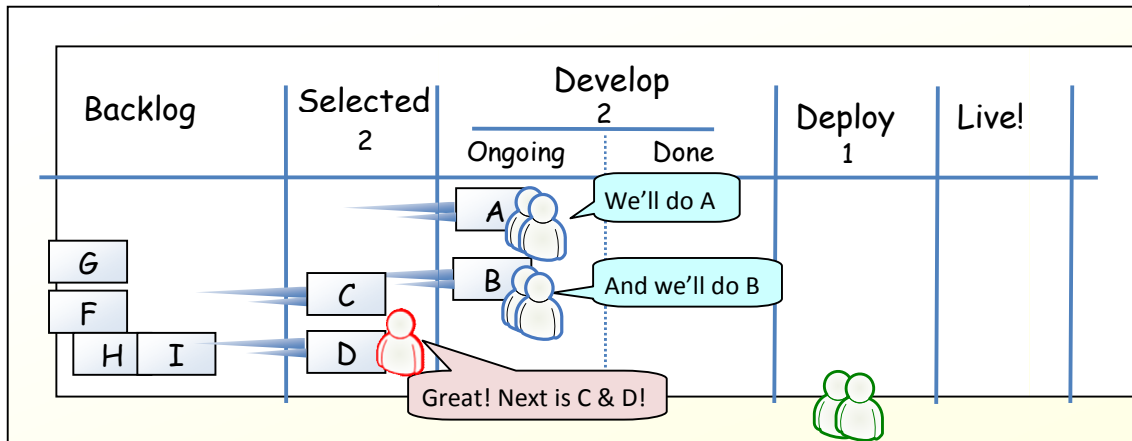 Backlog
Selected
2
Develop
2
Ongoing
Done
Deploy
1
Live!
A
We'll do A
G
B
And we'll do B
C
F
H
I
D
Great! Next is C & D!